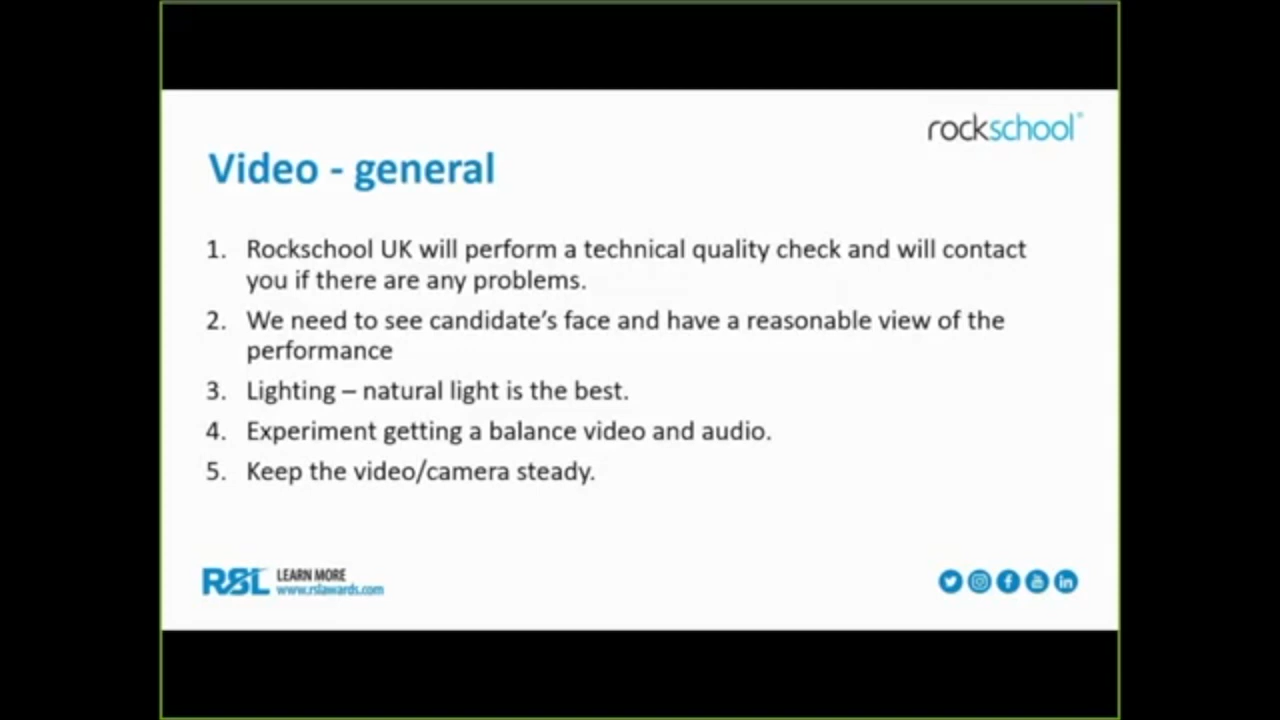 rockschool
Video - general
1. Rockschool UK will perform a technical quality check and will contact
you if there are any problems.
2. We need to see candidate’s face and have a reasonable view of the
performance
3. Lighting – natural light is the best.
4. Experiment getting a balance video and audio.
5. Keep the video/camera steady.
RSL LEARN MORE
www.rslawards.com